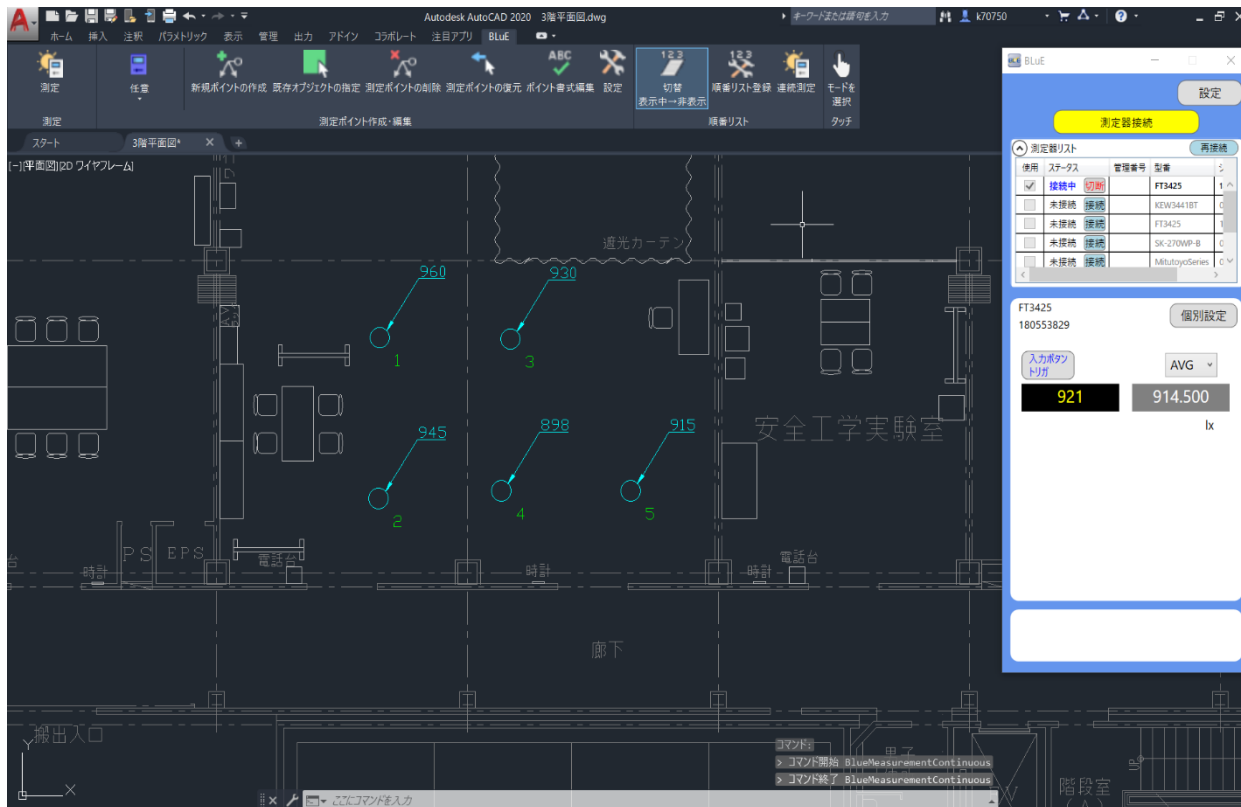 Autodesk AutoCAD 2020 3階平面図.dwg
キーワードまたは語句を入力
k70750
ホーム 挿入 注釈 パラメトリック 表示 管理 出力 アドイン コラボレート 注目アプリ BLuE
測定
任意
新規ポイントの作成 既存オブジェクトの指定 測定ポイントの削除 測定ポイントの復元
ABC
ポイント書式編集 設定
1 2 3
切替
表示中→非表示
1 2 3
順番リスト登録 連続測定
モードを
選択
測定 測定ポイント作成・編集 順番リスト タッチ
スタート 3階平面図*
[-][平面図][2D ワイヤフレーム]
遮光カーテン
960
930
1
3
945
898
915
2
4
5
安全工学実験室
PS EPS
電話台
時計
時計
時計
電話台
台
廊下
搬出入口
男子
階段室
UP
Y
X
コマンド:
> コマンド開始 BlueMeasurementContinuous
> コマンド終了 BlueMeasurementContinuous
ここにコマンドを入力
BLuE
設定
測定器接続
測定器リスト 再接続
使用 ステータス 管理番号 型番
接続中 切断 FT3425 1
未接続 接続 KEW3441BT 0
未接続 接続 FT3425 1
未接続 接続 SK-270WP-B 0
未接続 接続 MitutoyoSeries 0
FT3425
180553829
個別設定
入力ボタン
トリガ
AVG
921
914.500
lx